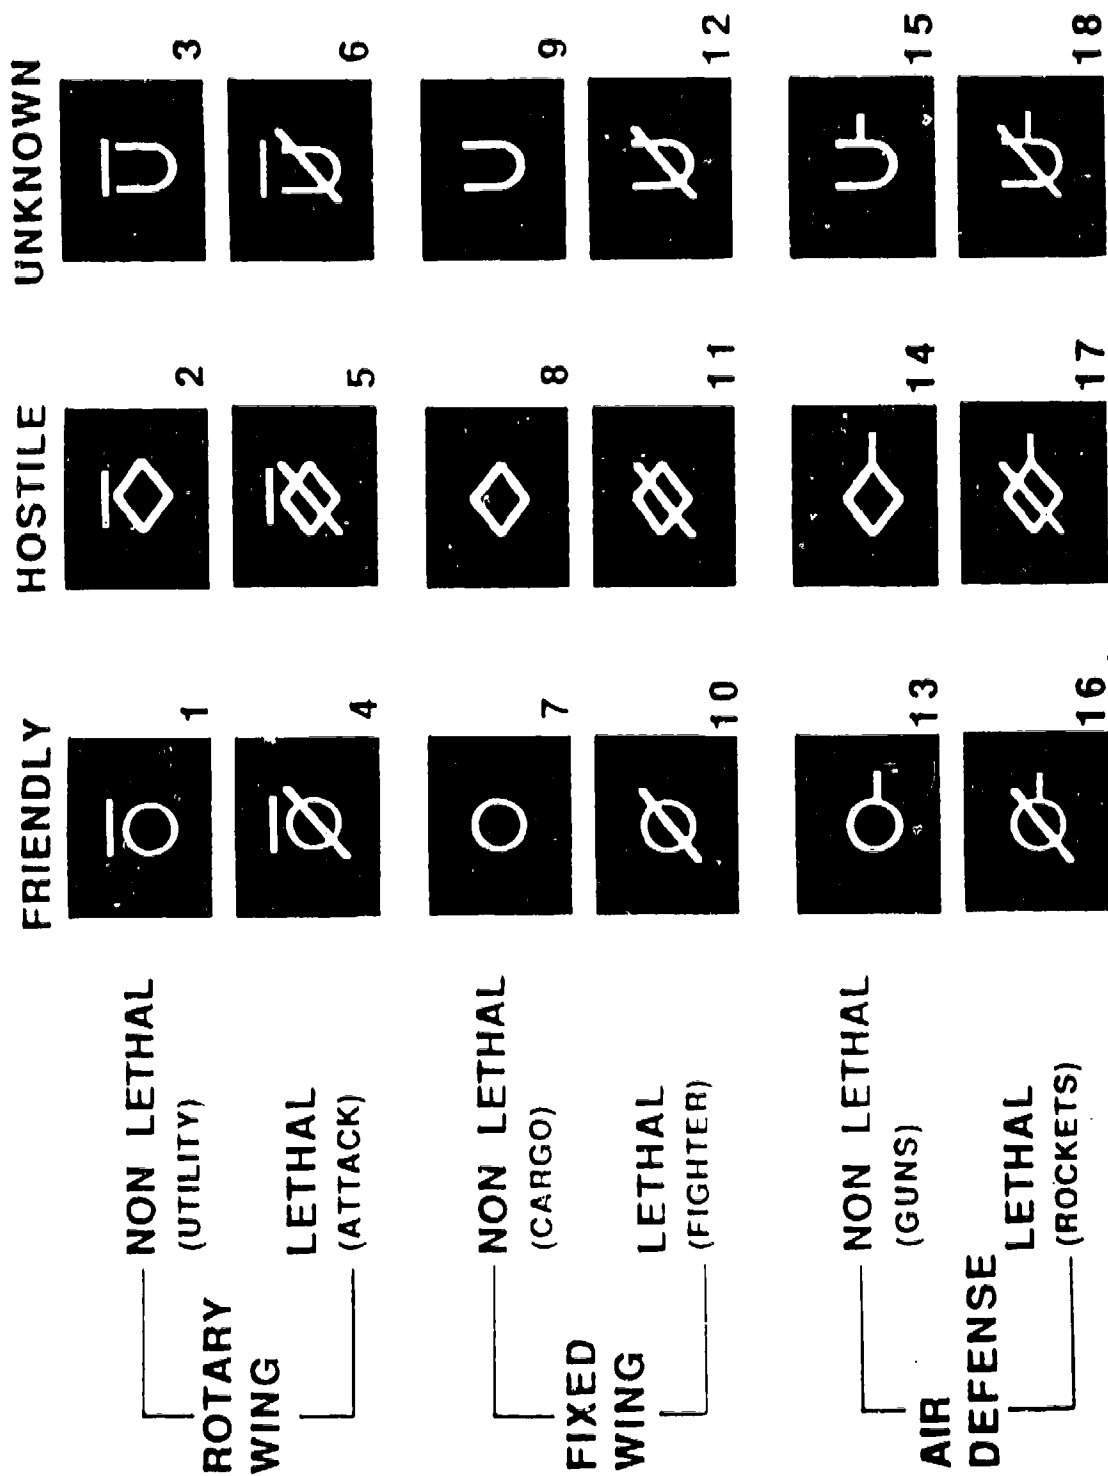 FRIENDLY HOSTILE UNKNOWN
ROTARY
WING
NON LETHAL
(UTILITY)
1 2 3
LETHAL
(ATTACK)
4 5 6
FIXED
WING
NON LETHAL
(CARGO)
7 8 9
LETHAL
(FIGHTER)
10 11 12
AIR
DEFENSE
NON LETHAL
(GUNS)
13 14 15
LETHAL
(ROCKETS)
16 17 18